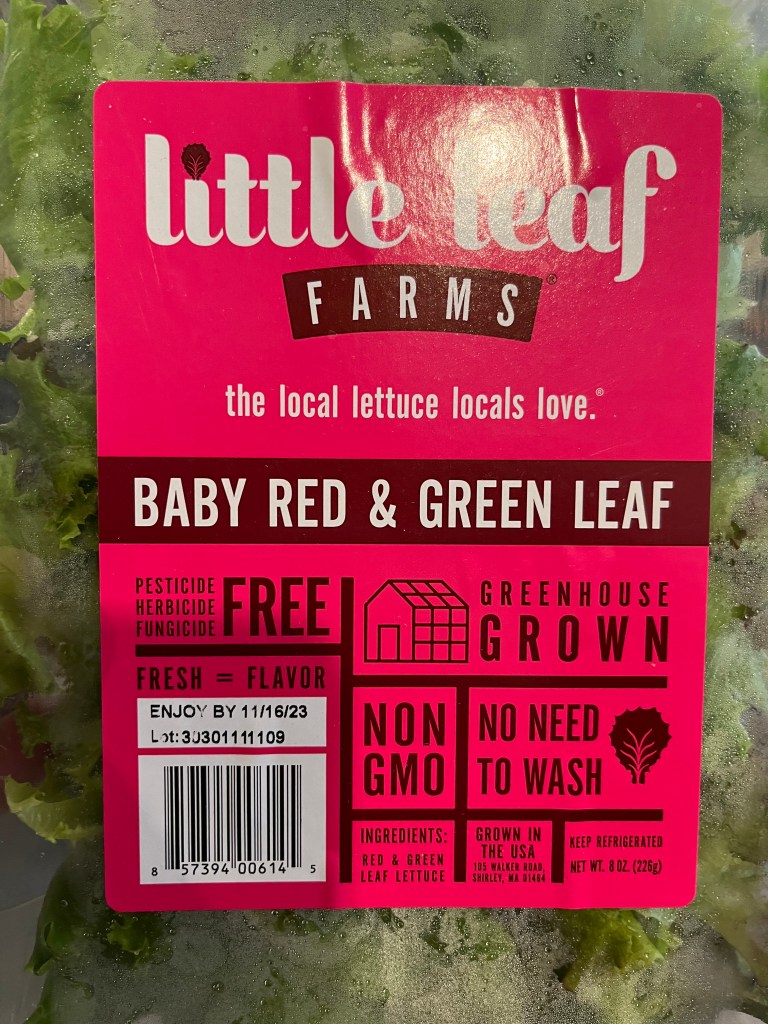 little leaf
FARMS®
the local lettuce locals love.®
BABY RED & GREEN LEAF
PESTICIDE
HERBICIDE
FUNGICIDE
FREE
GREENHOUSE
GROWN
FRESH = FLAVOR
ENJOY BY 11/16/23
Lot: 30301111109
NON
GMO
NO NEED
TO WASH
8 57394 00614 5
INGREDIENTS:
RED & GREEN
LEAF LETTUCE
GROWN IN
THE USA
105 WALKER ROAD,
SHIRLEY, MA 01464
KEEP REFRIGERATED
NET WT. 8 OZ. (226g)